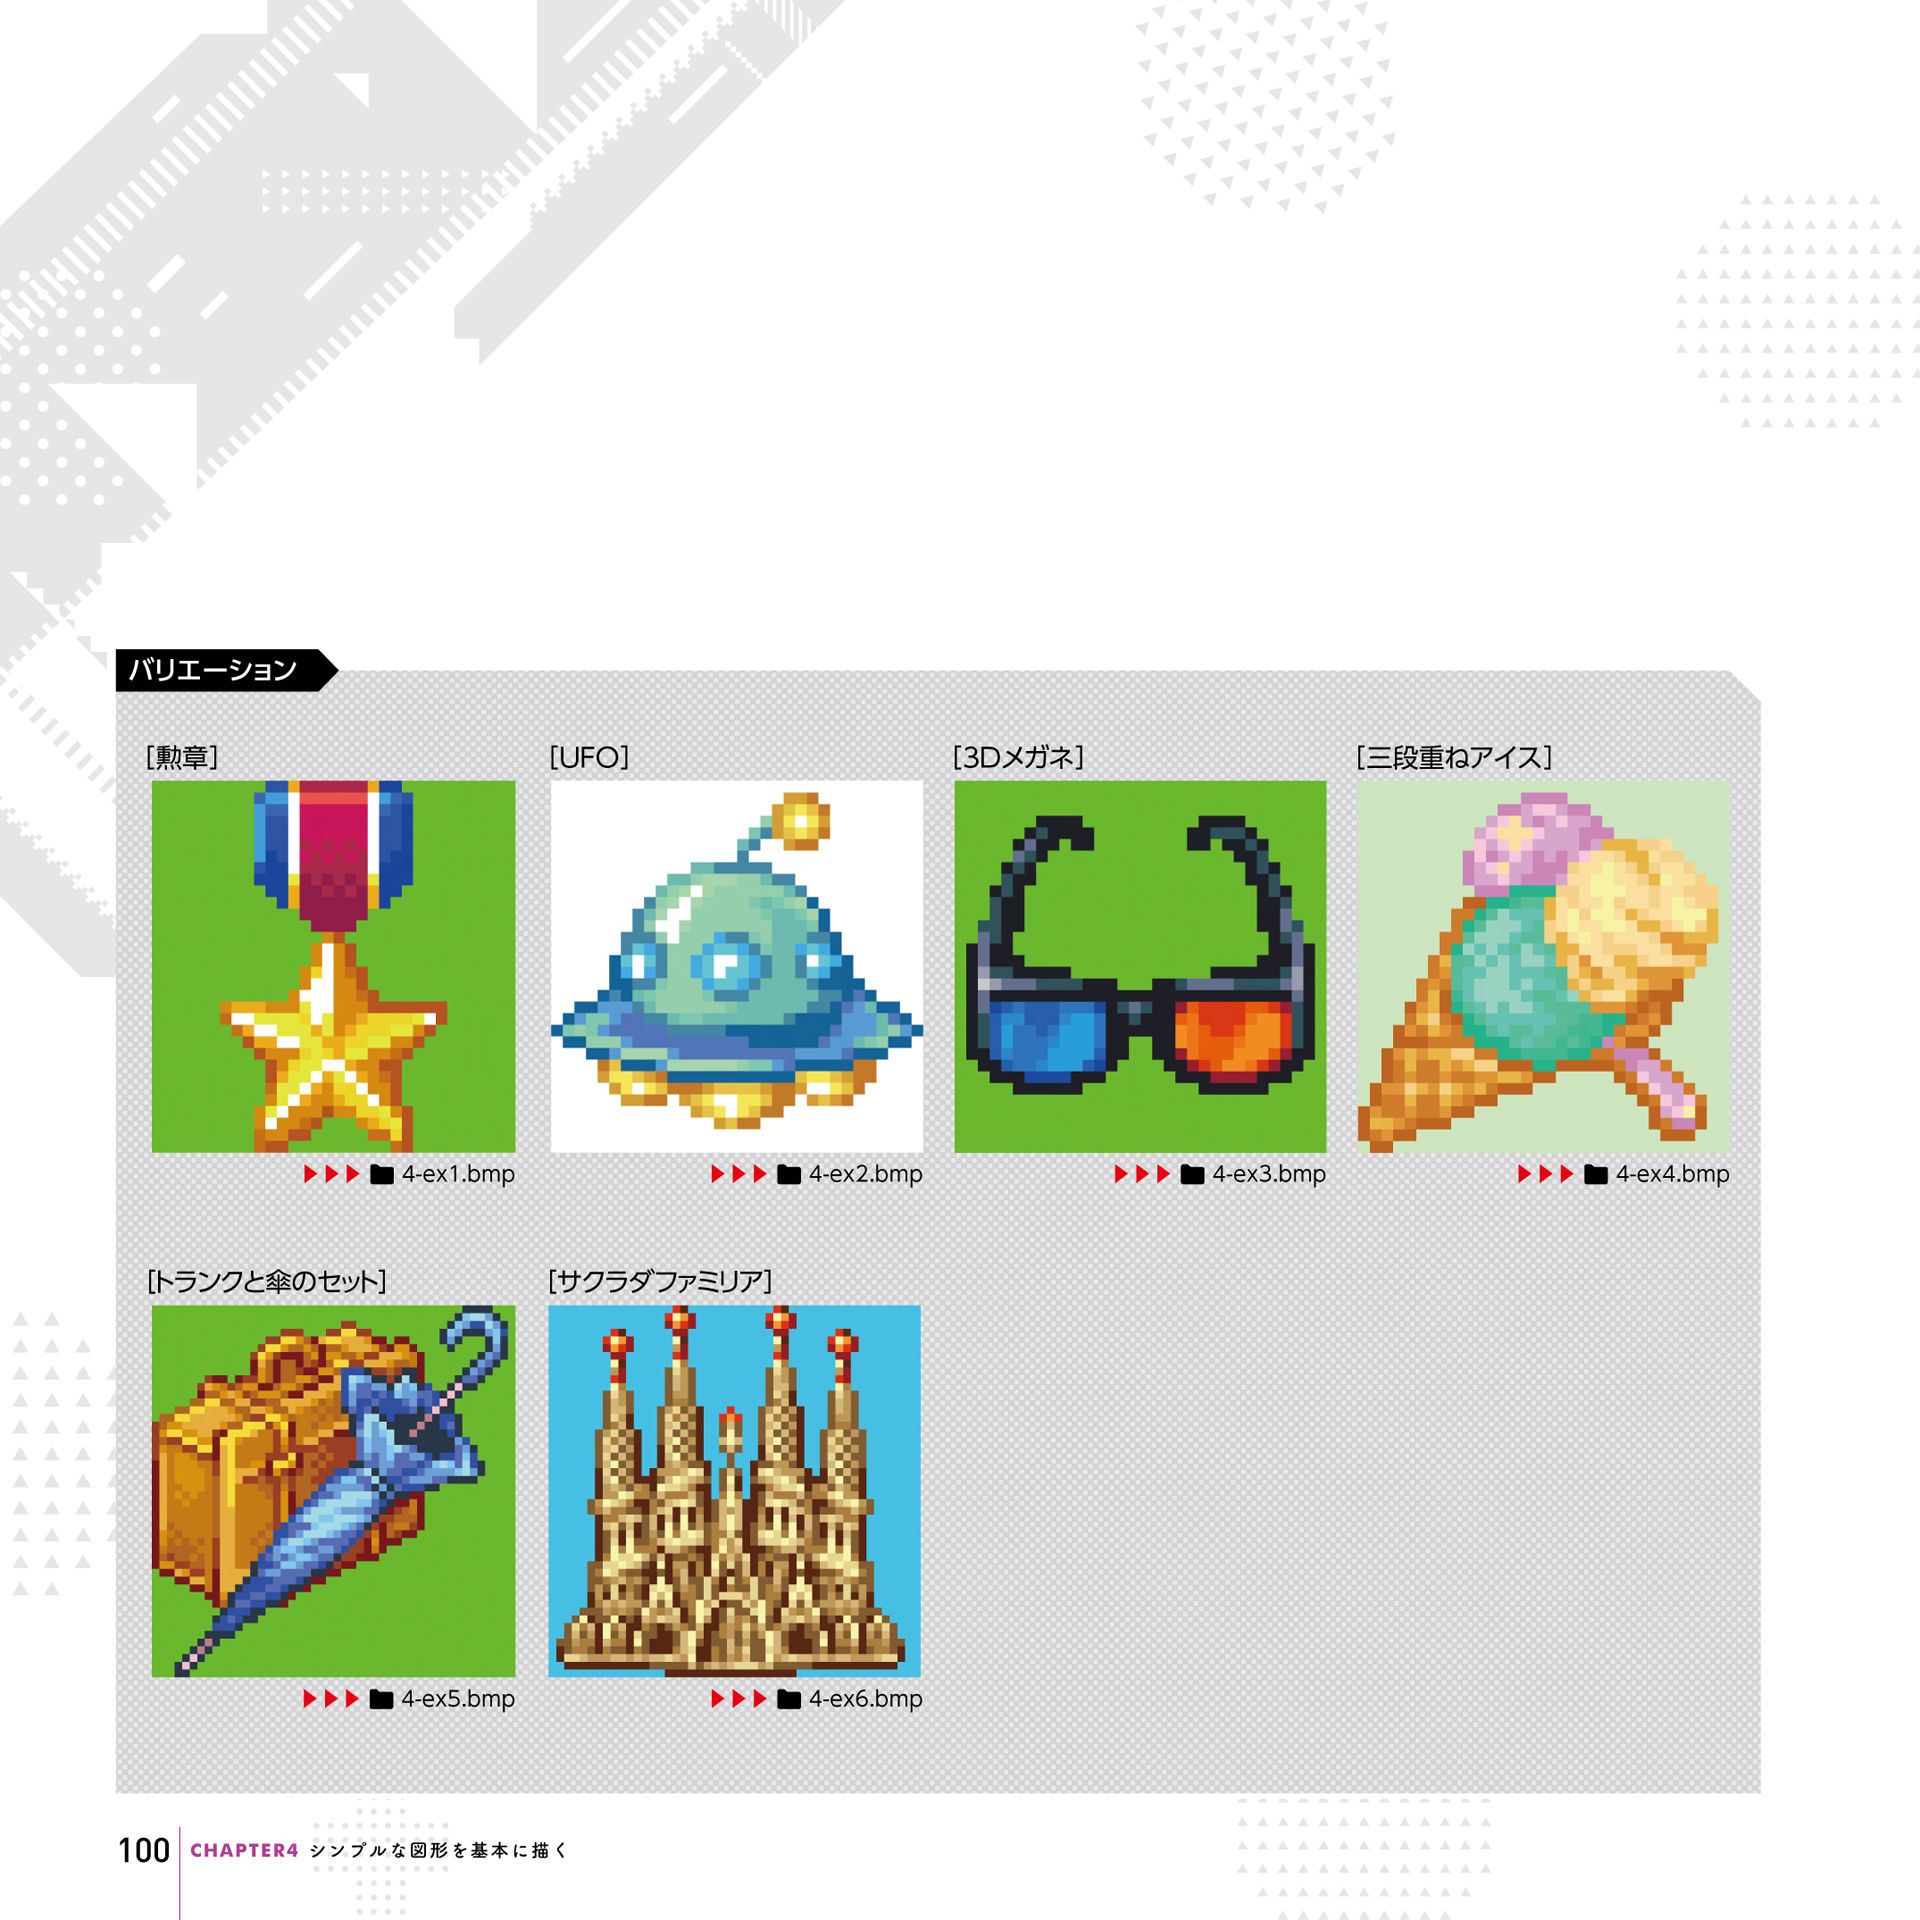 バリエーション
[勲章]
[UFO]
[3Dメガネ]
[三段重ねアイス]
4-ex1.bmp
4-ex2.bmp
4-ex3.bmp
4-ex4.bmp
[トランクと傘のセット]
[サクラダファミリア]
4-ex5.bmp
4-ex6.bmp
100 CHAPTER4 シンプルな図形を基本に描く